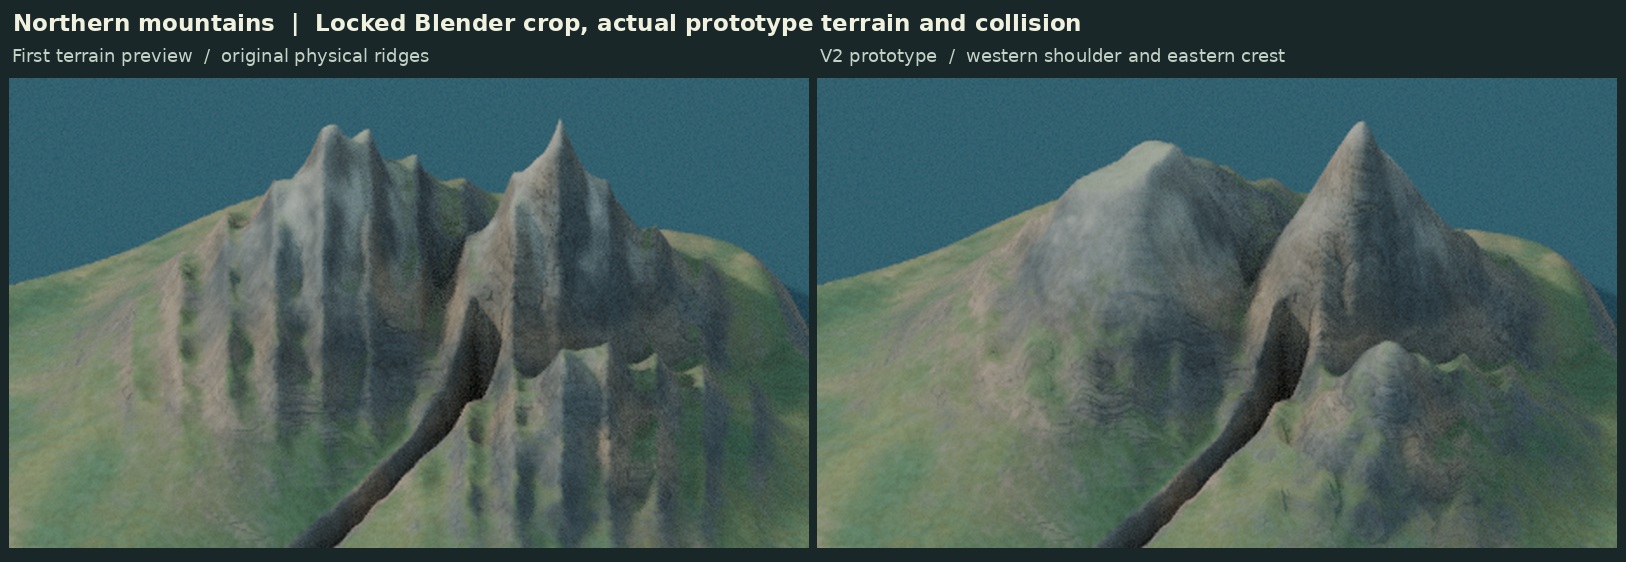 Northern mountains  |  Locked Blender crop, actual prototype terrain and collision
First terrain preview  /  original physical ridges
V2 prototype  /  western shoulder and eastern crest